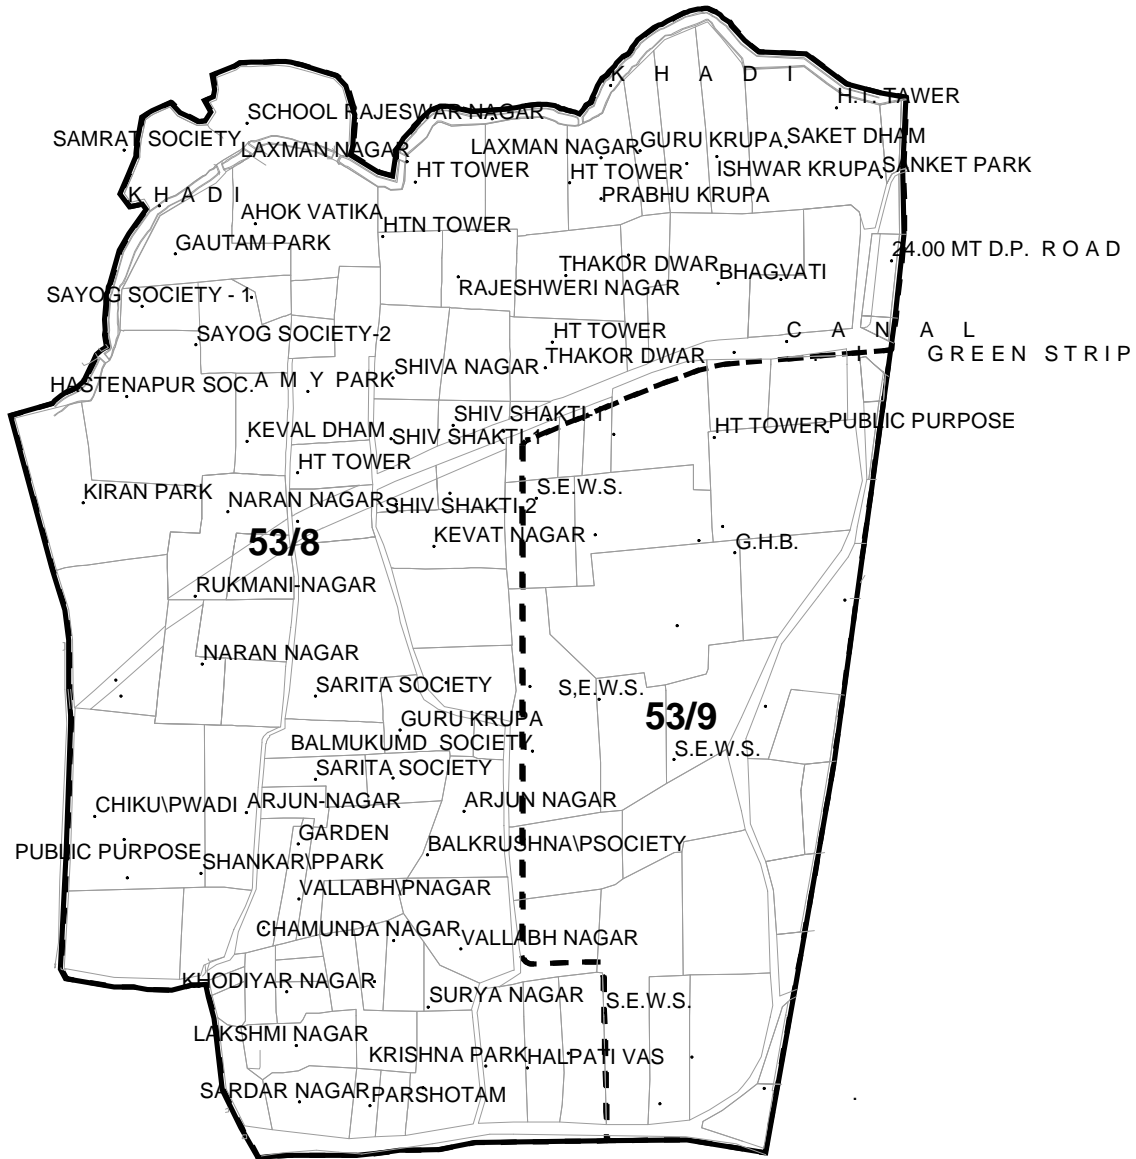 K H A D I
H.T. TAWER
SCHOOL RAJESWAR NAGAR
SAMRAT SOCIETY
LAXMAN NAGAR
LAXMAN NAGAR
GURU KRUPA
SAKET DHAM
HT TOWER
HT TOWER
ISHWAR KRUPA
SANKET PARK
K H A D I
PRABHU KRUPA
AHOK VATIKA
HTN TOWER
GAUTAM PARK
24.00 MT D.P. R O A D
THAKOR DWAR
BHAGVATI
SAYOG SOCIETY - 1
RAJESHWERI NAGAR
SAYOG SOCIETY-2
HT TOWER
C A N A L
THAKOR DWAR
GREEN STRIP
SHIVA NAGAR
HASTENAPUR SOC.
A M Y PARK
SHIV SHAKTI 1
KEVAL DHAM
SHIV SHAKTI 1
HT TOWER
PUBLIC PURPOSE
HT TOWER
KIRAN PARK
NARAN NAGAR
SHIV SHAKTI 2
S.E.W.S.
53/8
KEVAT NAGAR
G.H.B.
RUKMANI-NAGAR
NARAN NAGAR
SARITA SOCIETY
S,E.W.S.
GURU KRUPA
53/9
BALMUKUMD SOCIETY
S.E.W.S.
SARITA SOCIETY
CHIKU\PWADI
ARJUN-NAGAR
ARJUN NAGAR
GARDEN
PUBLIC PURPOSE
SHANKAR\PPARK
BALKRUSHNA\PSOCIETY
VALLABH\PNAGAR
CHAMUNDA NAGAR
VALLABH NAGAR
KHODIYAR NAGAR
SURYA NAGAR
S.E.W.S.
LAKSHMI NAGAR
KRISHNA PARK
HALPATI VAS
SARDAR NAGAR
PARSHOTAM